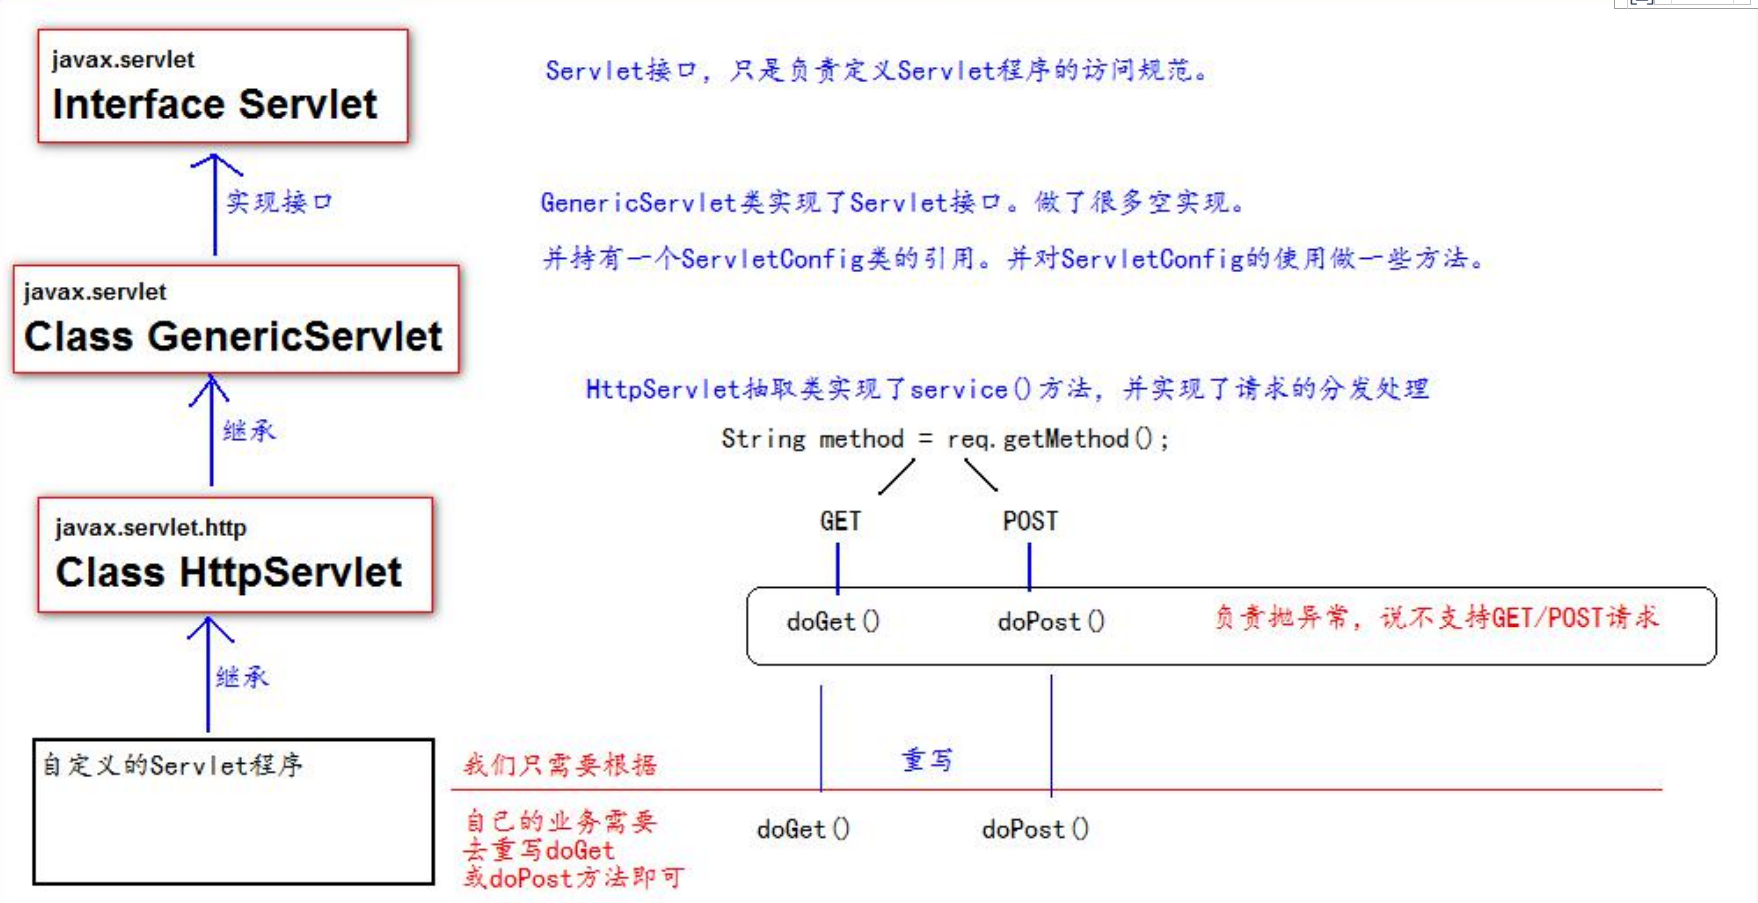 javax.servlet
Interface Servlet
Servlet接口，只是负责定义Servlet程序的访问规范。
实现接口
GenericServlet类实现了Servlet接口。做了很多空实现。
并持有一个ServletConfig类的引用。并对ServletConfig的使用做一些方法。
javax.servlet
Class GenericServlet
继承
HttpServlet抽取类实现了service()方法，并实现了请求的分发处理
String method = req.getMethod();
GET POST
javax.servlet.http
Class HttpServlet
doGet() doPost() 负责抛异常，说不支持GET/POST请求
继承
自定义的Servlet程序
我们只需要根据
重写
自己的业务需要
去重写doGet
或doPost方法即可
doGet() doPost()